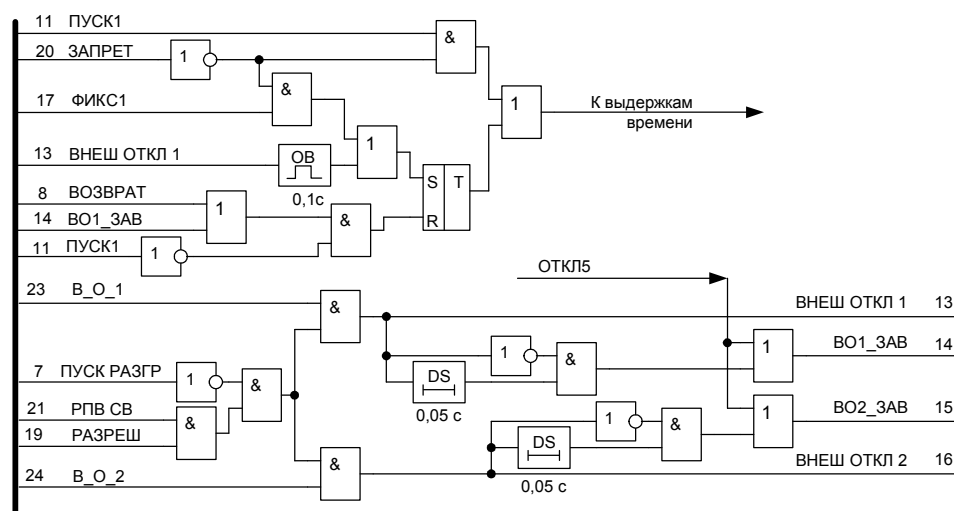 11 ПУСК1
&
20 ЗАПРЕТ
1
&
1
К выдержкам
времени
17 ФИКС1
1
13 ВНЕШ ОТКЛ 1
ОВ
0,1с
S T
R
8 ВОЗВРАТ
1
&
14 ВО1_ЗАВ
11 ПУСК1
1
ОТКЛ5
23 В_О_1
&
ВНЕШ ОТКЛ 1 13
1
&
1
ВО1_ЗАВ 14
7 ПУСК РАЗГР
1
&
DS
0,05 с
21 РПВ СВ
&
19 РАЗРЕШ
1
&
1
ВО2_ЗАВ 15
DS
0,05 с
&
ВНЕШ ОТКЛ 2 16
24 В_О_2